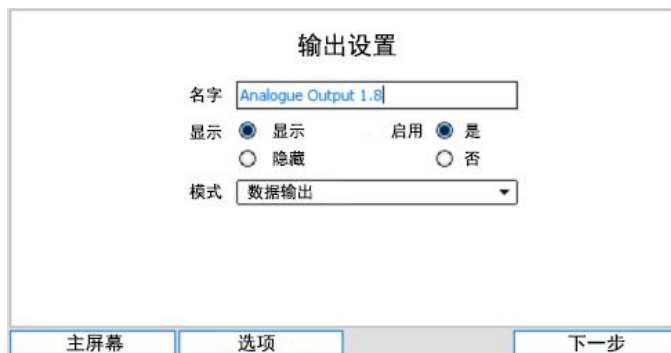 输出设置
名字 Analogue Output 1.8
显示 显示 启用 是
隐藏 否
模式 数据输出
主屏幕 选项 下一步